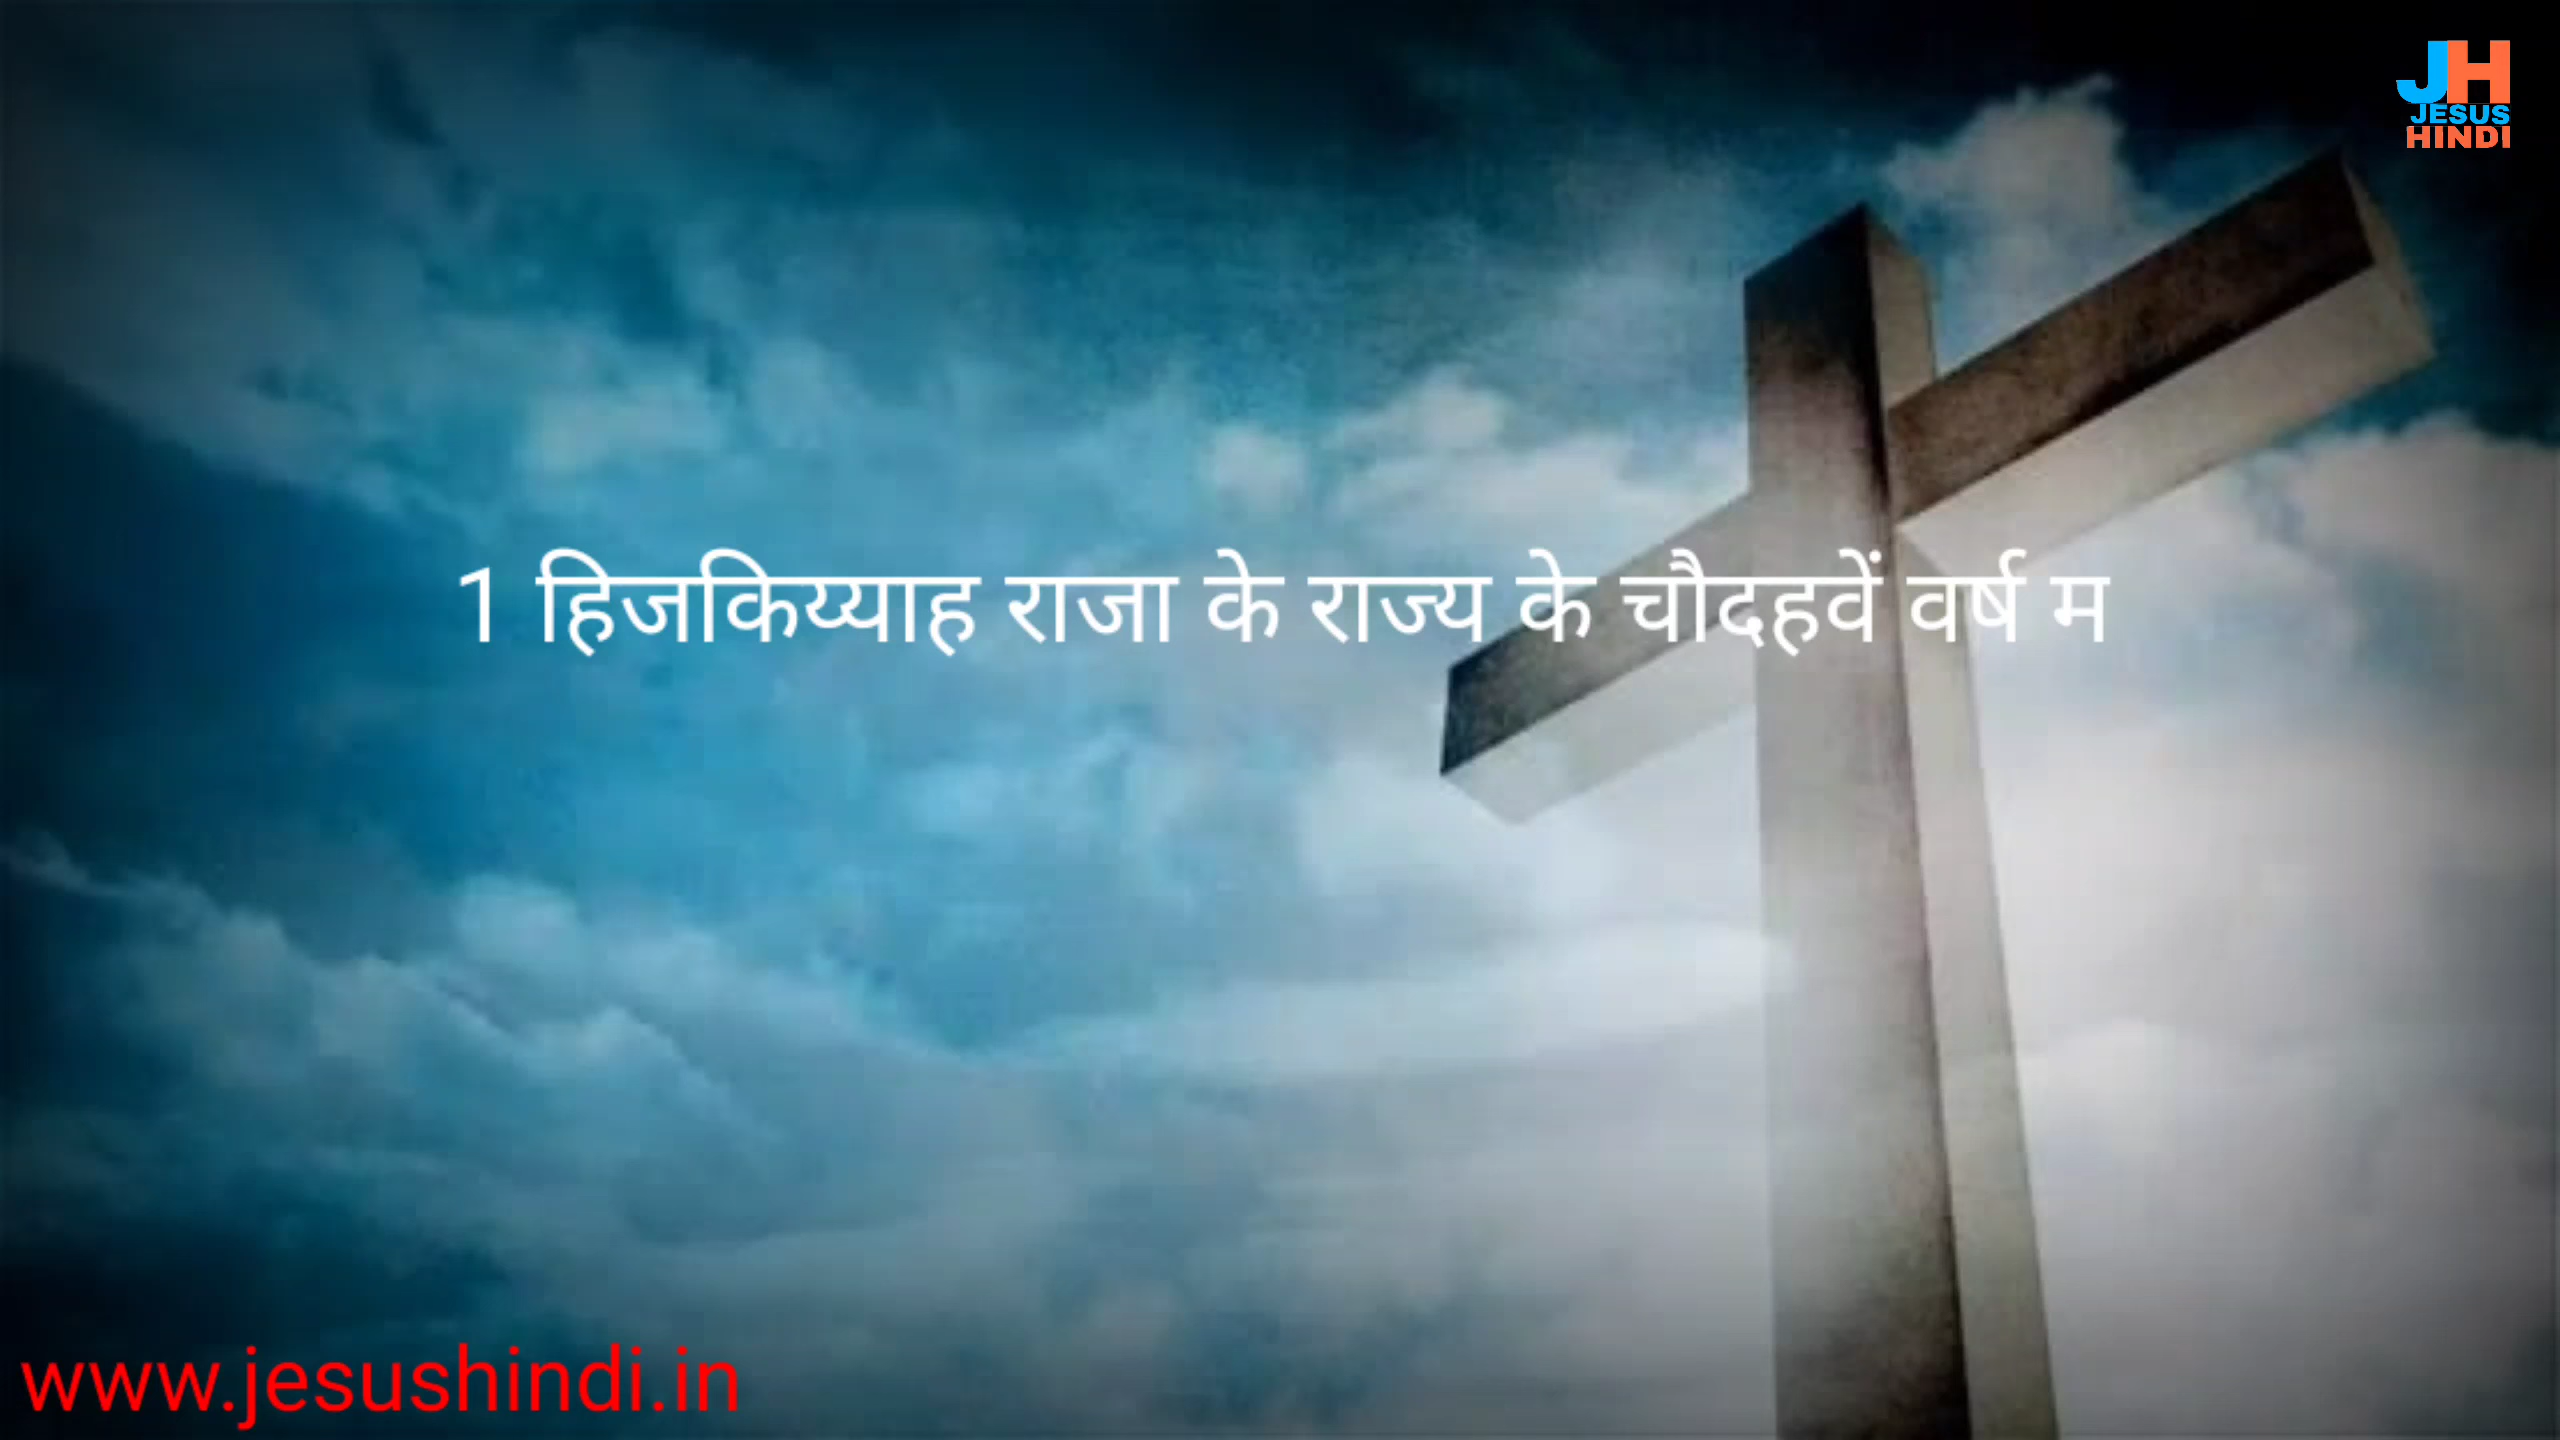 JH
JESUS
HINDI
1 हिजकिय्याह राजा के राज्य के चौदहवें वर्ष म
www.jesushindi.in